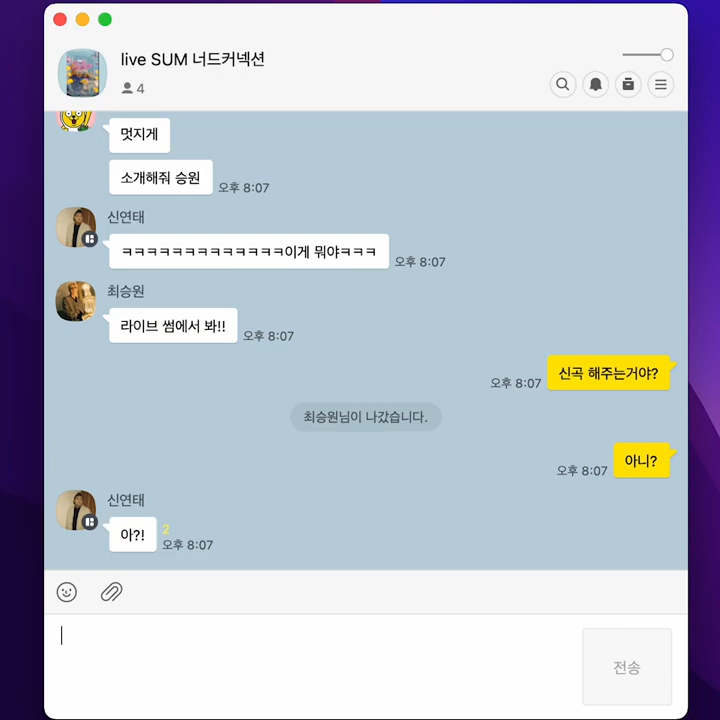 live SUM 너드커넥션
4
멋지게
소개해줘 승원
오후 8:07
신연태
ㅋㅋㅋㅋㅋㅋㅋㅋㅋㅋㅋㅋㅋ이게 뭐야ㅋㅋㅋ
오후 8:07
최승원
라이브 썸에서 봐!!
오후 8:07
오후 8:07
신곡 해주는거야?
최승원님이 나갔습니다.
오후 8:07
아니?
신연태
아?!
2
오후 8:07
전송